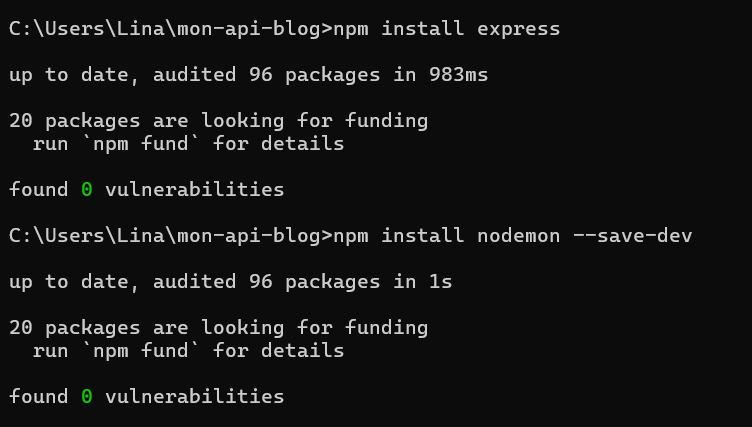 C:\Users\Lina\mon-api-blog>npm install express
up to date, audited 96 packages in 983ms
20 packages are looking for funding
  run `npm fund` for details
found 0 vulnerabilities
C:\Users\Lina\mon-api-blog>npm install nodemon --save-dev
up to date, audited 96 packages in 1s
20 packages are looking for funding
  run `npm fund` for details
found 0 vulnerabilities